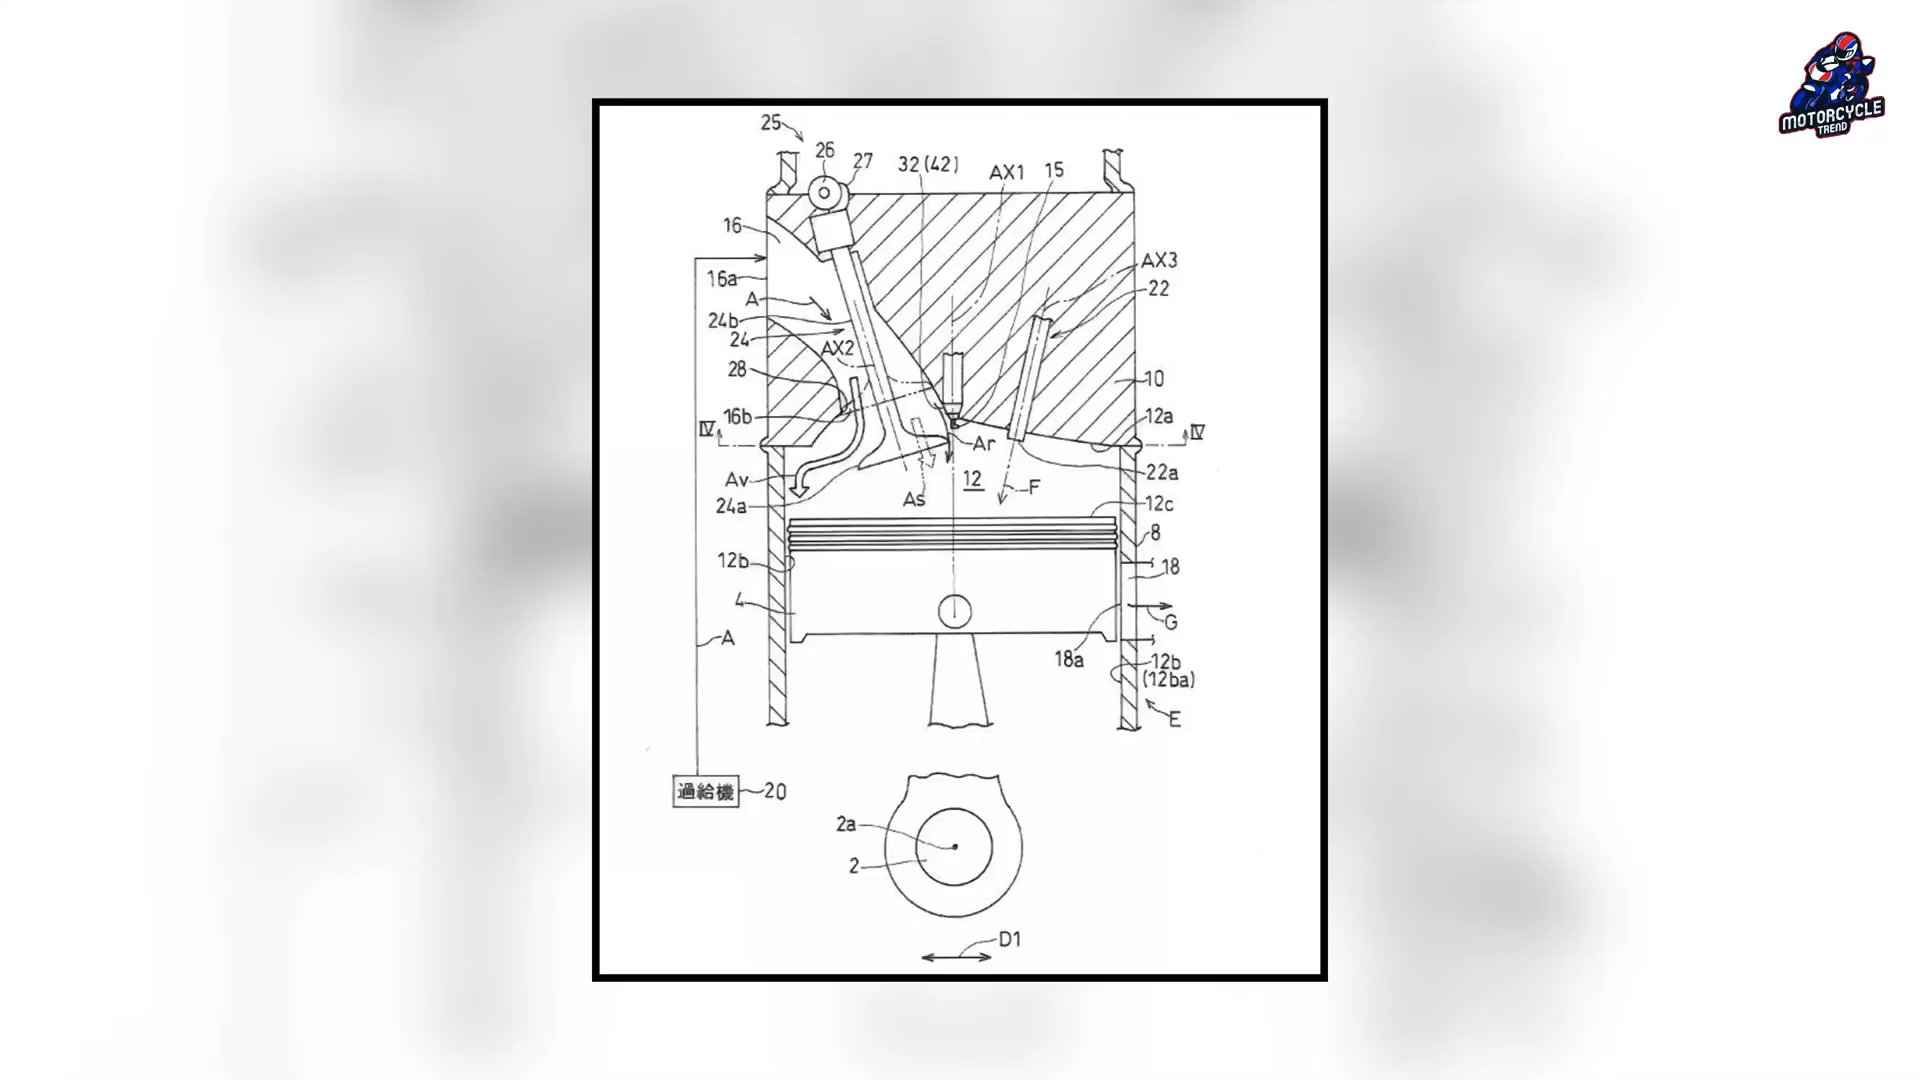 MOTORCYCLE
TREND
25
26
27
32(42)
AX1
15
16
AX3
16a
22
A
24b
24
AX2
28
10
16b
12a
IV
IV
Ar
22a
Av
12
F
24a
As
12c
8
12b
18
4
G
A
18a
12b
(12ba)
E
過給機
20
2a
2
D1